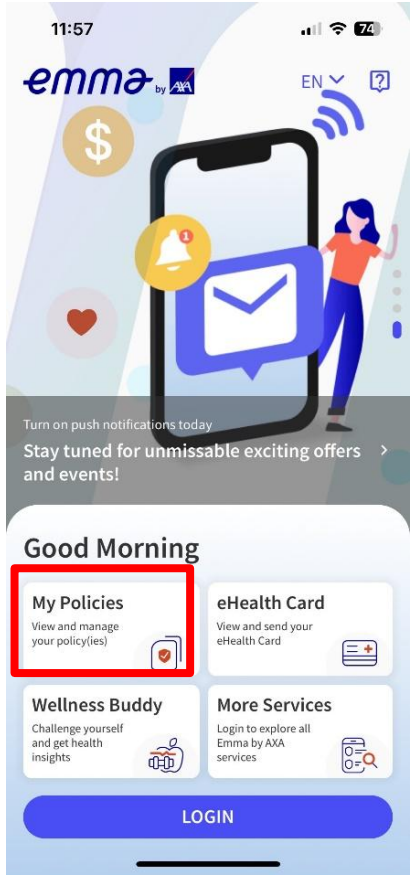 11:57
74
emma by AXA
EN
?
$
1
Turn on push notifications today
Stay tuned for unmissable exciting offers
and events!
Good Morning
My Policies
View and manage
your policy(ies)
eHealth Card
View and send your
eHealth Card
Wellness Buddy
Challenge yourself
and get health
insights
More Services
Login to explore all
Emma by AXA
services
LOGIN